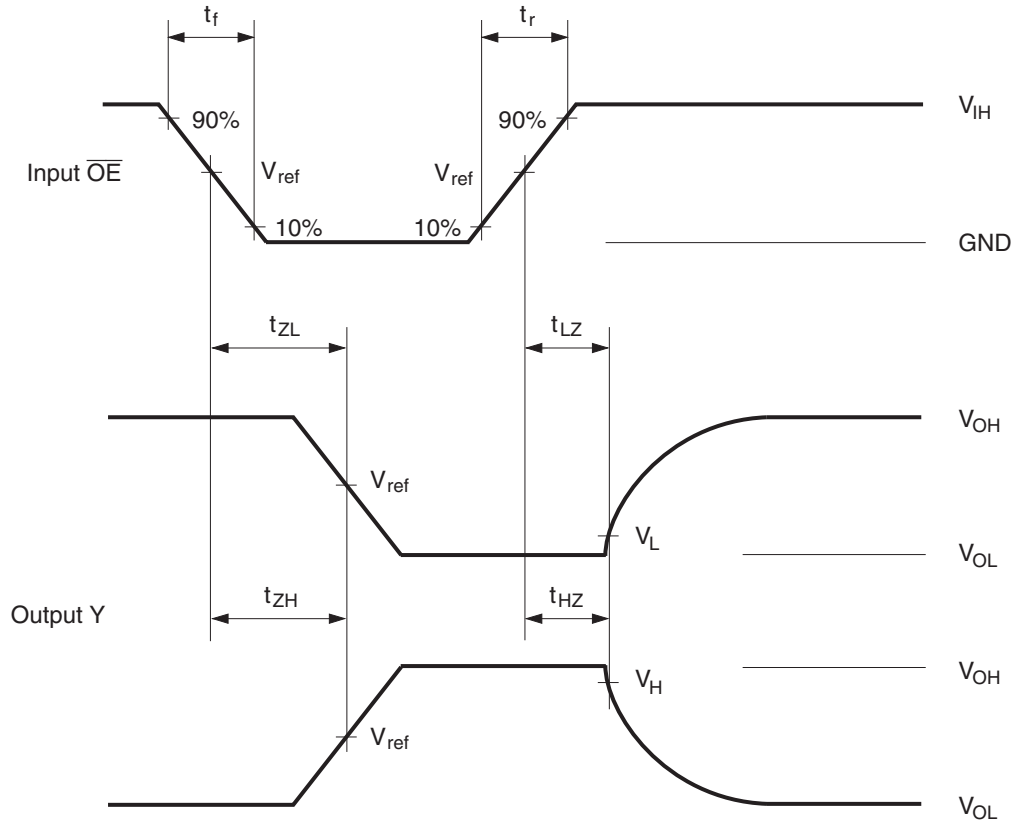 t_f t_r
V_IH
90% 90%
Input O̅E̅ V_ref V_ref
10% 10%
GND
t_ZL t_LZ
V_OH
V_ref
V_L
V_OL
t_ZH t_HZ
Output Y
V_OH
V_H
V_ref
V_OL